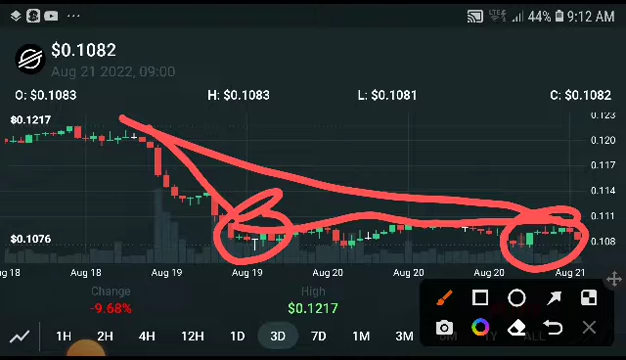 44% 9:12 AM
$0.1082
Aug 21 2022, 09:00
O: $0.1083 H: $0.1083 L: $0.1081 C: $0.1082
$0.1217 0.123
0.120
0.117
0.114
0.111
$0.1076 0.108
Aug 18 Aug 19 Aug 19 Aug 20 Aug 20 Aug 20 Aug 21
Change High
-9.68% $0.1217
1H 2H 4H 12H 1D 3D 7D 1M 3M